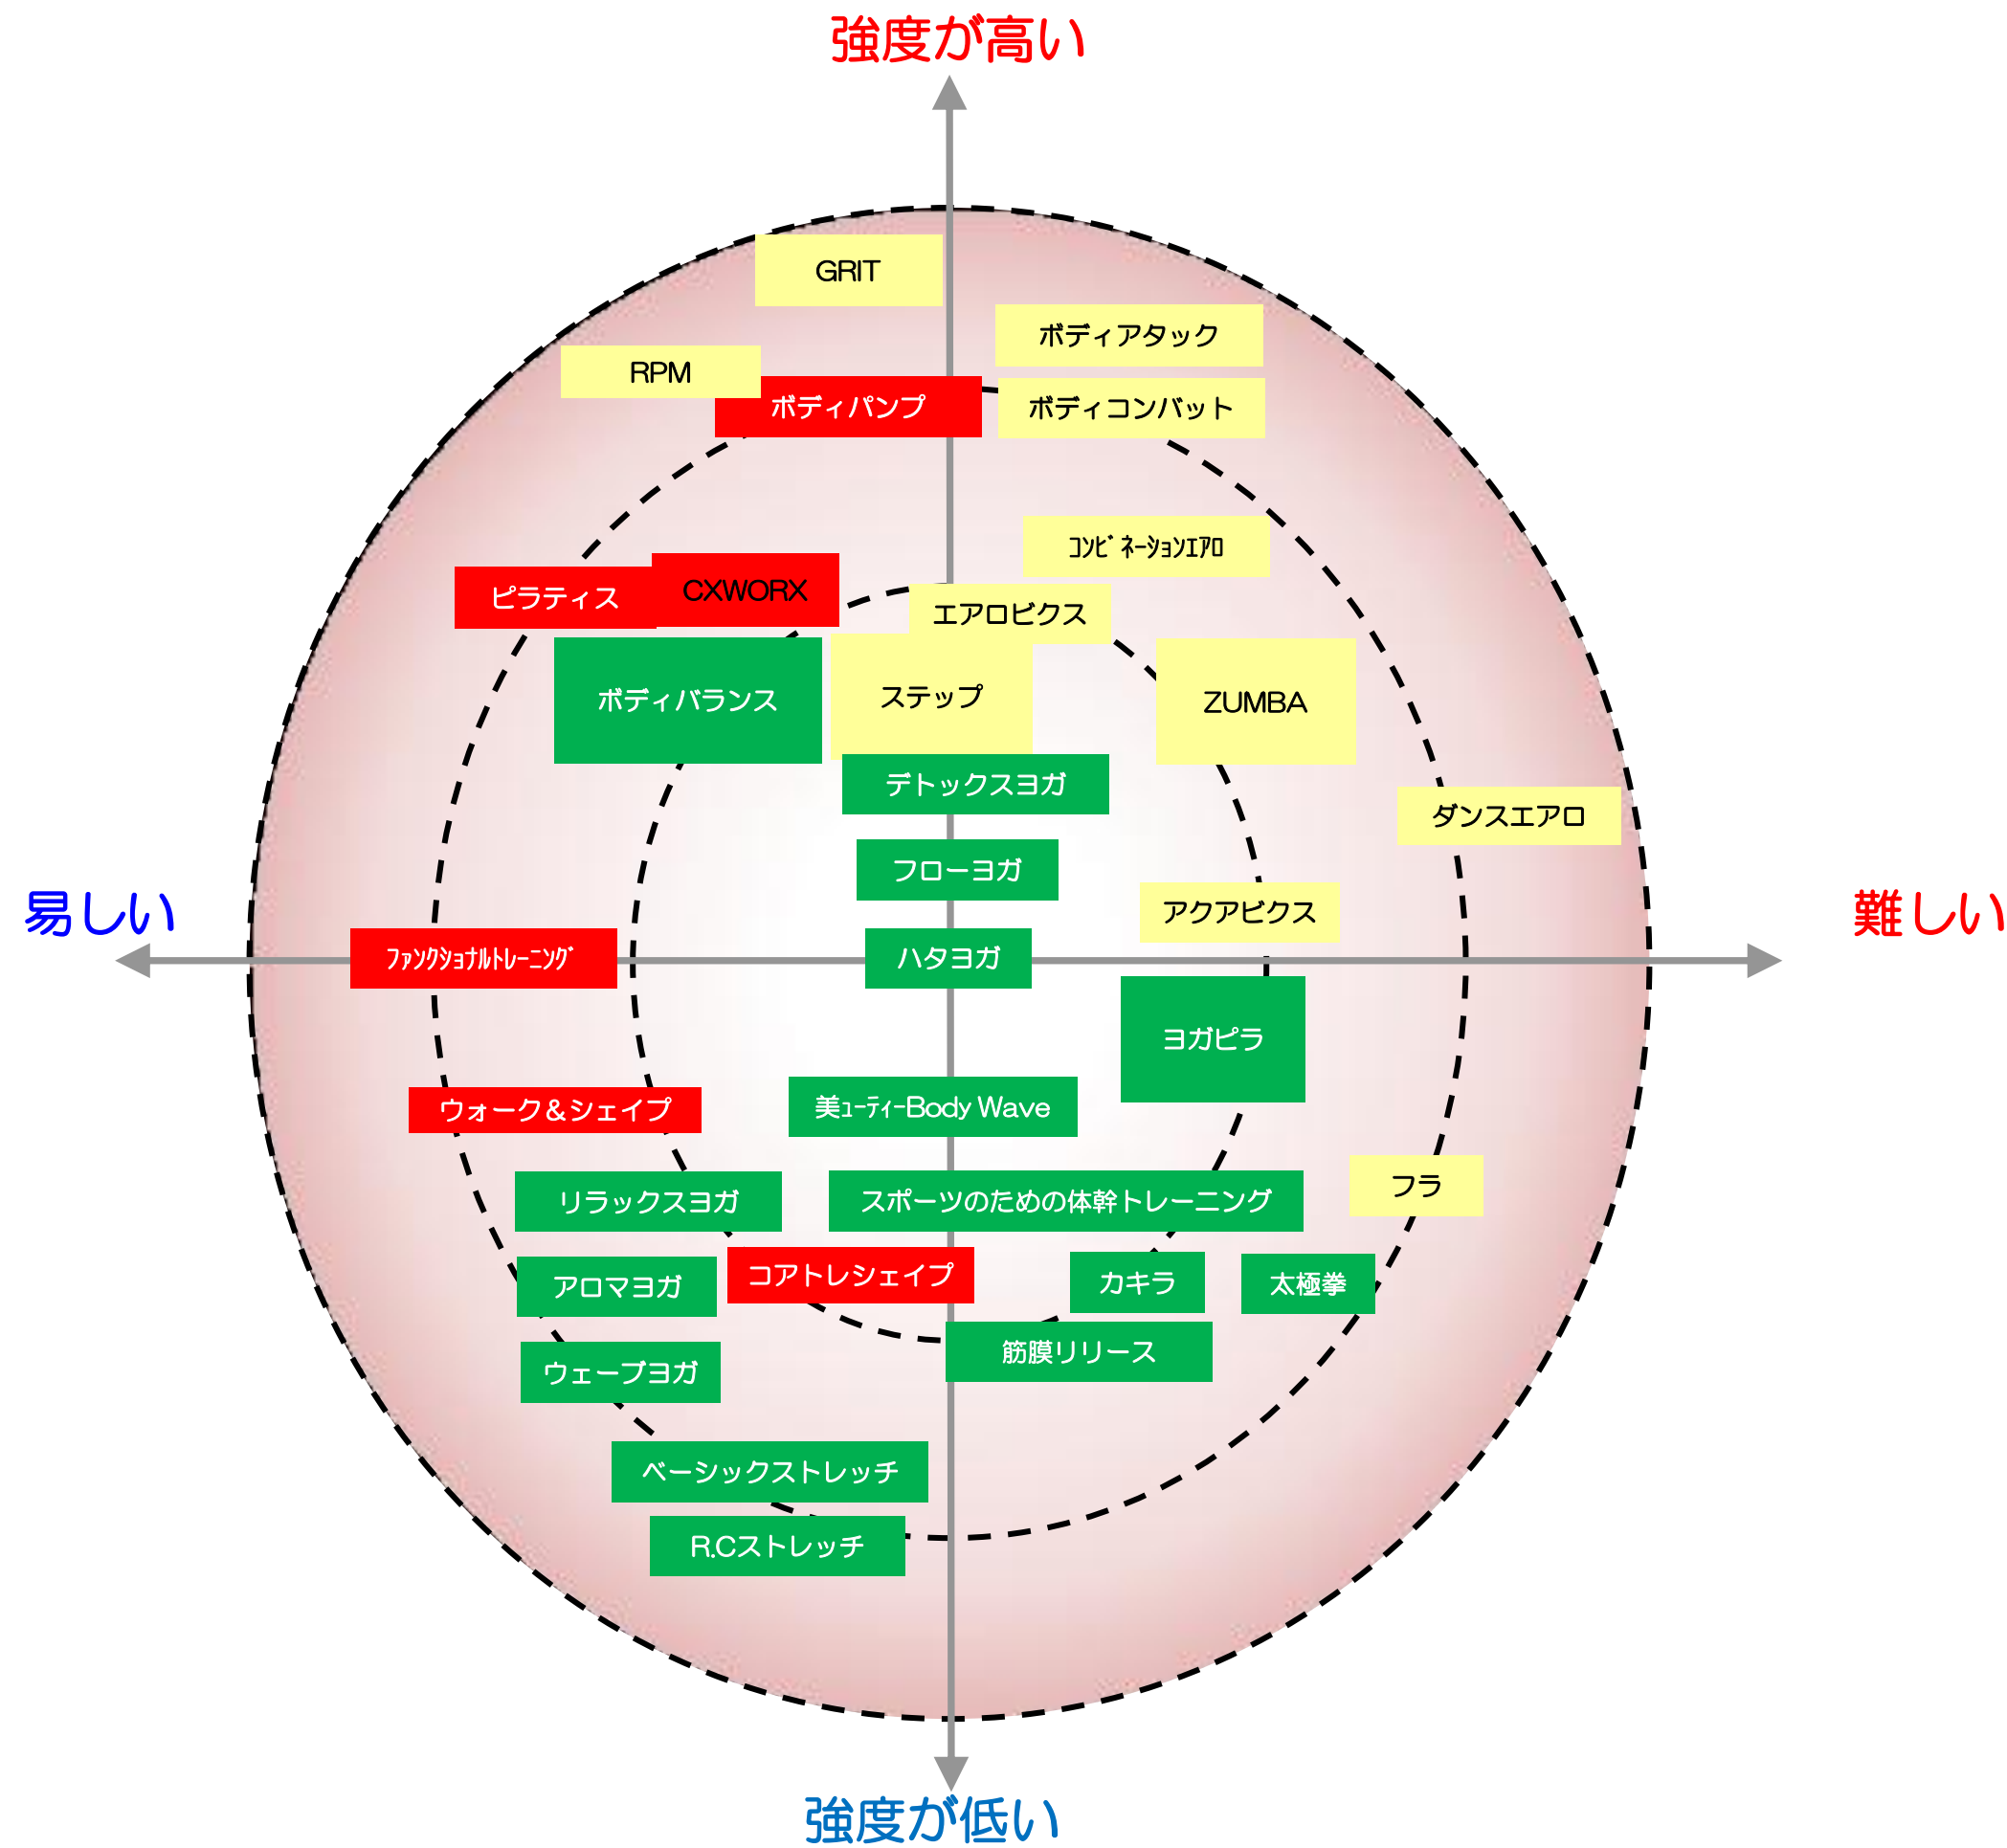 強度が高い
GRIT
ボディアタック
RPM
ボディパンプ
ボディコンバット
ｺﾝﾋﾞﾈｰｼｮﾝｴｱﾛ
ピラティス
CXWORX
エアロビクス
ボディバランス
ステップ
ZUMBA
デトックスヨガ
ダンスエアロ
フローヨガ
易しい
アクアビクス
難しい
ﾌｧﾝｸｼｮﾅﾙﾄﾚｰﾆﾝｸﾞ
ハタヨガ
ヨガピラ
ウォーク＆シェイプ
美ｭｰﾃｨｰBody Wave
リラックスヨガ
スポーツのための体幹トレーニング
フラ
アロマヨガ
コアトレシェイプ
カキラ
太極拳
ウェーブヨガ
筋膜リリース
ベーシックストレッチ
R.Cストレッチ
強度が低い